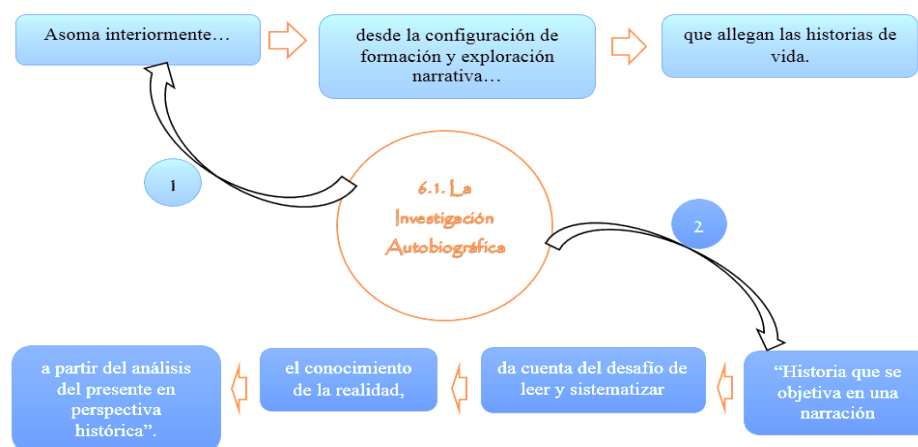 Asoma interiormente…
desde la configuración de
formación y exploración
narrativa…
que allegan las historias de
vida.
1
6.1. La
Investigación
Autobiográfica
2
“Historia que se
objetiva en una
narración
da cuenta del desafío de
leer y sistematizar
el conocimiento
de la realidad,
a partir del análisis
del presente en
perspectiva
histórica”.